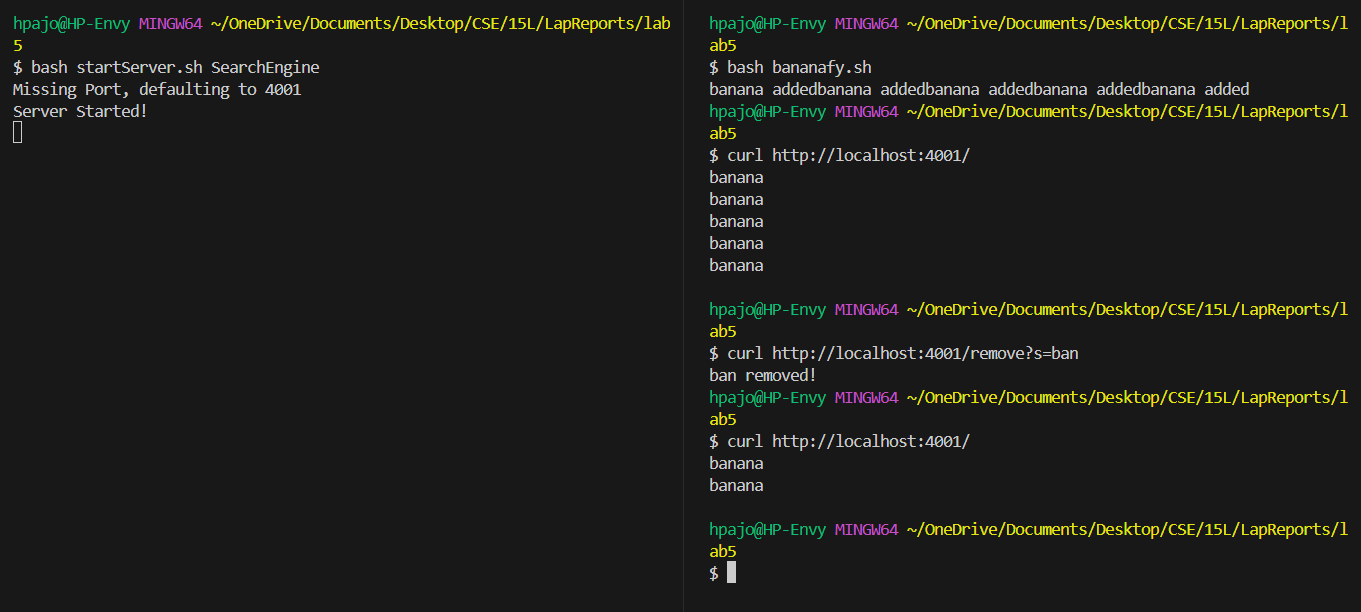 hpajo@HP-Envy MINGW64 ~/OneDrive/Documents/Desktop/CSE/15L/LapReports/lab
5
$ bash startServer.sh SearchEngine
Missing Port, defaulting to 4001
Server Started!
hpajo@HP-Envy MINGW64 ~/OneDrive/Documents/Desktop/CSE/15L/LapReports/l
ab5
$ bash bananafy.sh
banana addedbanana addedbanana addedbanana addedbanana added
hpajo@HP-Envy MINGW64 ~/OneDrive/Documents/Desktop/CSE/15L/LapReports/l
ab5
$ curl http://localhost:4001/
banana
banana
banana
banana
banana
hpajo@HP-Envy MINGW64 ~/OneDrive/Documents/Desktop/CSE/15L/LapReports/l
ab5
$ curl http://localhost:4001/remove?s=ban
ban removed!
hpajo@HP-Envy MINGW64 ~/OneDrive/Documents/Desktop/CSE/15L/LapReports/l
ab5
$ curl http://localhost:4001/
banana
banana
hpajo@HP-Envy MINGW64 ~/OneDrive/Documents/Desktop/CSE/15L/LapReports/l
ab5
$